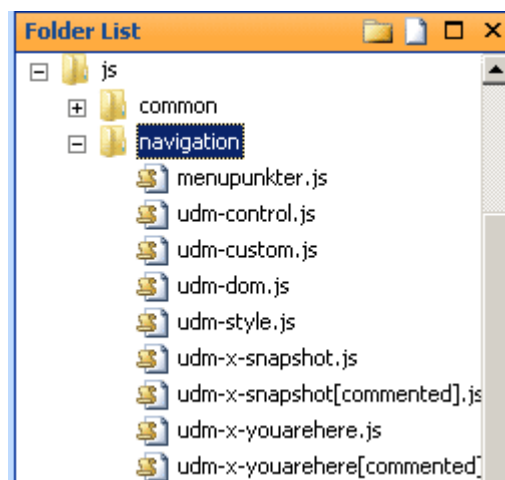 Folder List
js
common
navigation
menupunkter.js
udm-control.js
udm-custom.js
udm-dom.js
udm-style.js
udm-x-snapshot.js
udm-x-snapshot[commented].js
udm-x-youarehere.js
udm-x-youarehere[commented]